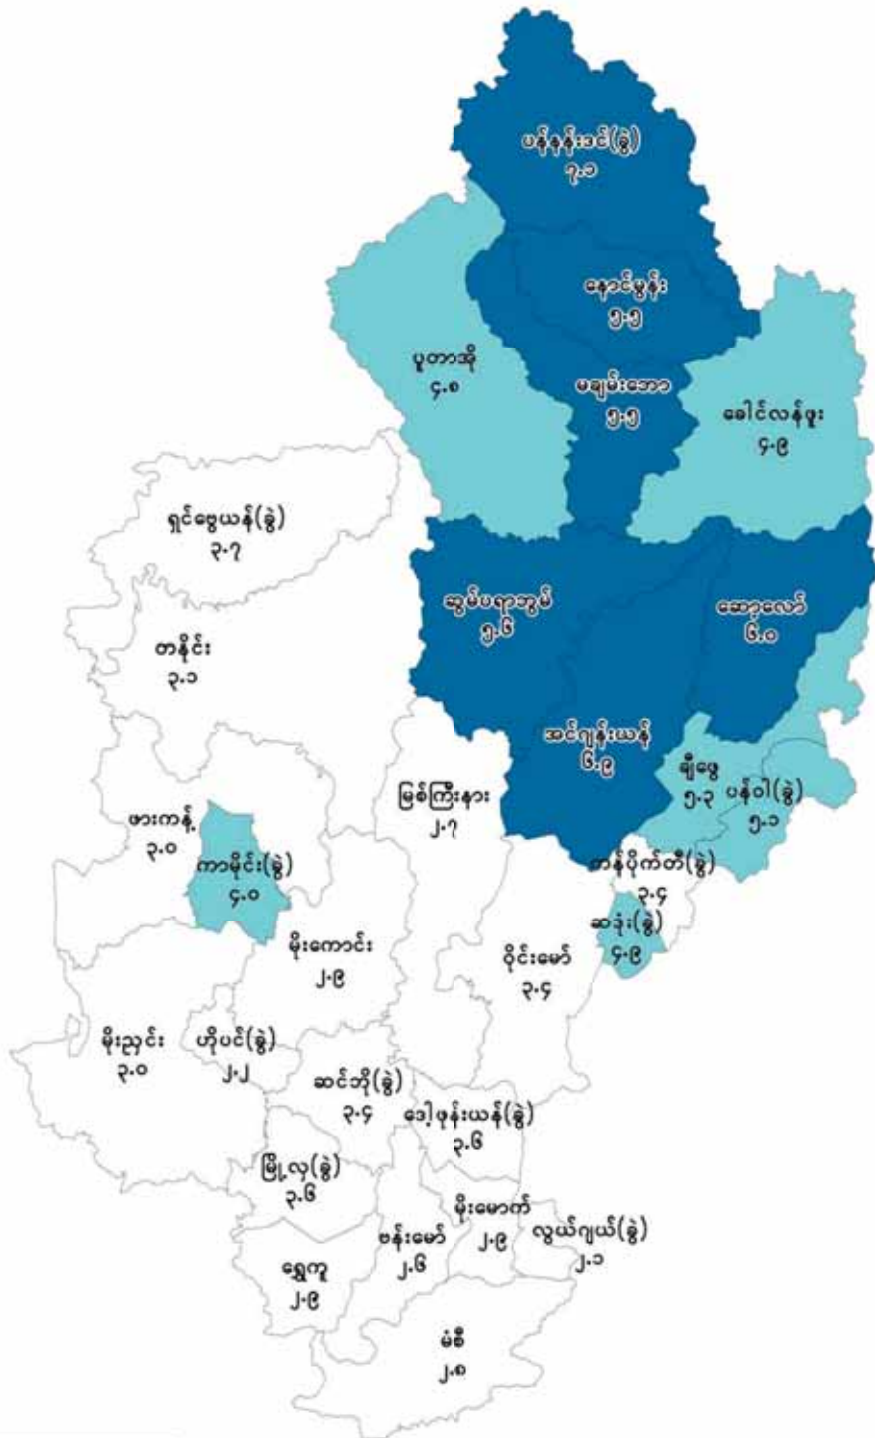 ပန်နန်းဒင်(ခွဲ)
၇.၁
နောင်မွန်း
၅.၅
ပူတာအို
၄.၈
မချမ်းဘော
၅.၅
ခေါင်လန်ဖူး
၄.၉
ရှင်ဗွေယန်(ခွဲ)
၃.၇
ဆွမ်ပရာဘွမ်
၅.၆
ဆော့လော်
၆.၀
တနိုင်း
၃.၁
အင်ဂျန်းယန်
၆.၉
ချီဖွေ
၅.၃
ပန်ဝါ(ခွဲ)
၅.၁
မြစ်ကြီးနား
၂.၇
ဖားကန့်
၃.၀
ကာမိုင်း(ခွဲ)
၄.၀
ကန်ပိုက်တီ(ခွဲ)
၃.၄
ဆဒုံး(ခွဲ)
၄.၉
မိုးကောင်း
၂.၉
ဝိုင်းမော်
၃.၄
မိုးညှင်း
၃.၀
ဟိုပင်(ခွဲ)
၂.၂
ဆင်ဘို(ခွဲ)
၃.၄
ဒေါ့ဖုန်းယန်(ခွဲ)
၃.၆
မြို့လှ(ခွဲ)
၃.၆
မိုးမောက်
၂.၉
လွယ်ဂျယ်(ခွဲ)
၂.၁
ဗန်းမော်
၂.၆
ရွှေကူ
၂.၉
မံစီ
၂.၈